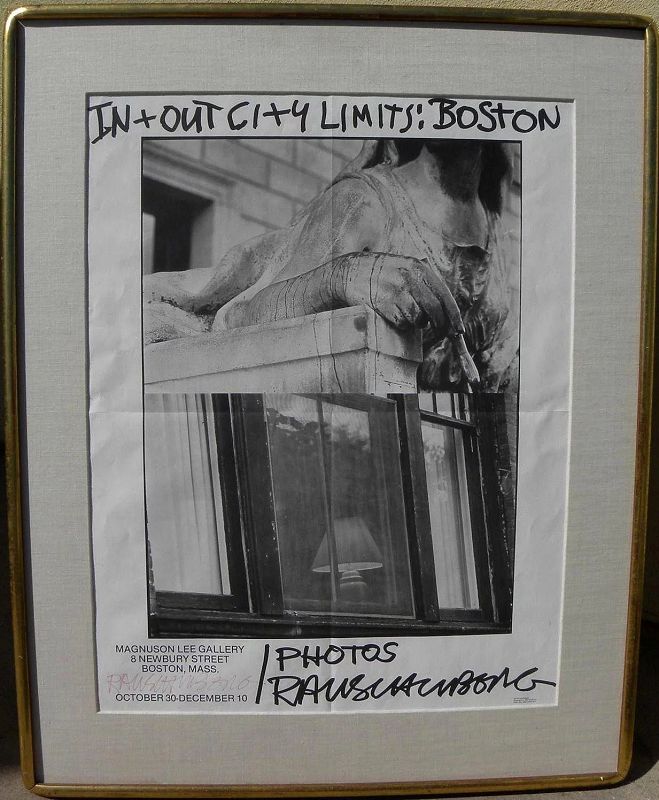 IN+OUT CITY LIMITS: BOSTON
MAGNUSON LEE GALLERY
8 NEWBURY STREET
BOSTON, MASS.
RAUSCHENBERG
OCTOBER 30-DECEMBER 10
/PHOTOS
RAUSCHENBERG